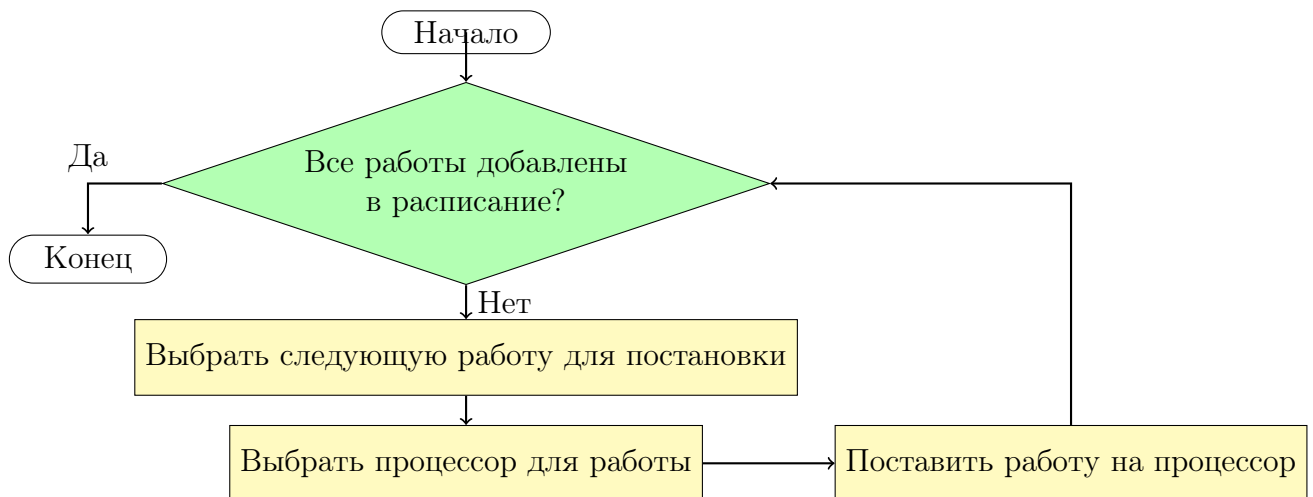 Начало
Все работы добавлены
в расписание?
Да
Конец
Нет
Выбрать следующую работу для постановки
Выбрать процессор для работы
Поставить работу на процессор